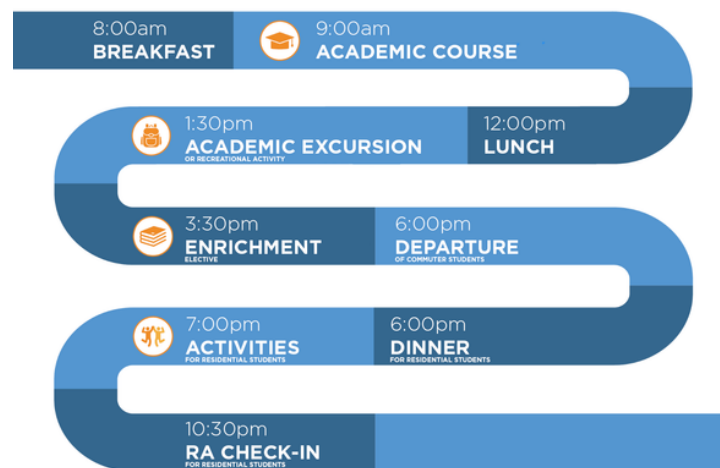 8:00am
BREAKFAST
9:00am
ACADEMIC COURSE
12:00pm
LUNCH
1:30pm
ACADEMIC EXCURSION
OR RECREATIONAL ACTIVITY
3:30pm
ENRICHMENT
ELECTIVE
6:00pm
DEPARTURE
OF COMMUTER STUDENTS
6:00pm
DINNER
FOR RESIDENTIAL STUDENTS
7:00pm
ACTIVITIES
FOR RESIDENTIAL STUDENTS
10:30pm
RA CHECK-IN
FOR RESIDENTIAL STUDENTS